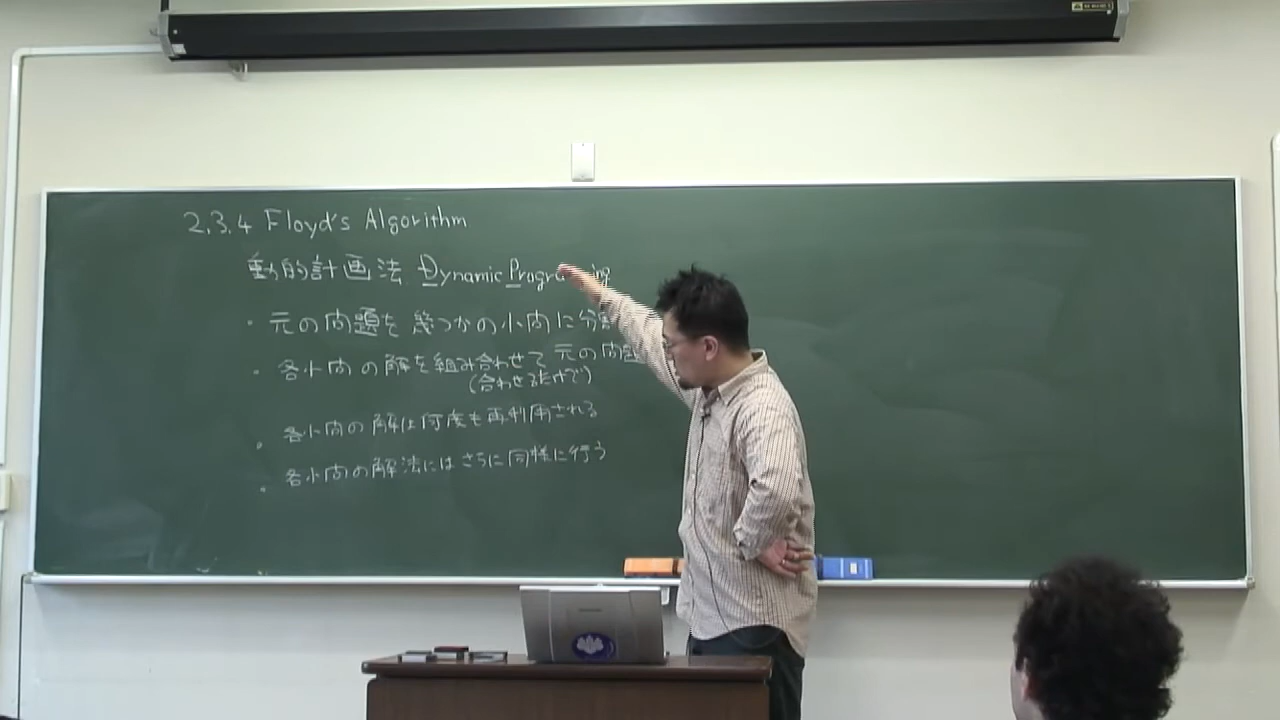 2.3.4 Floyd's Algorithm
動的計画法 Dynamic Programing
・元の問題を幾つかの小問に分
・各小問の解を組み合わせて元の問題
(合わせるだけで)
・各小問の解は何度も再利用される
・各小問の解法にはさらに同様に行う